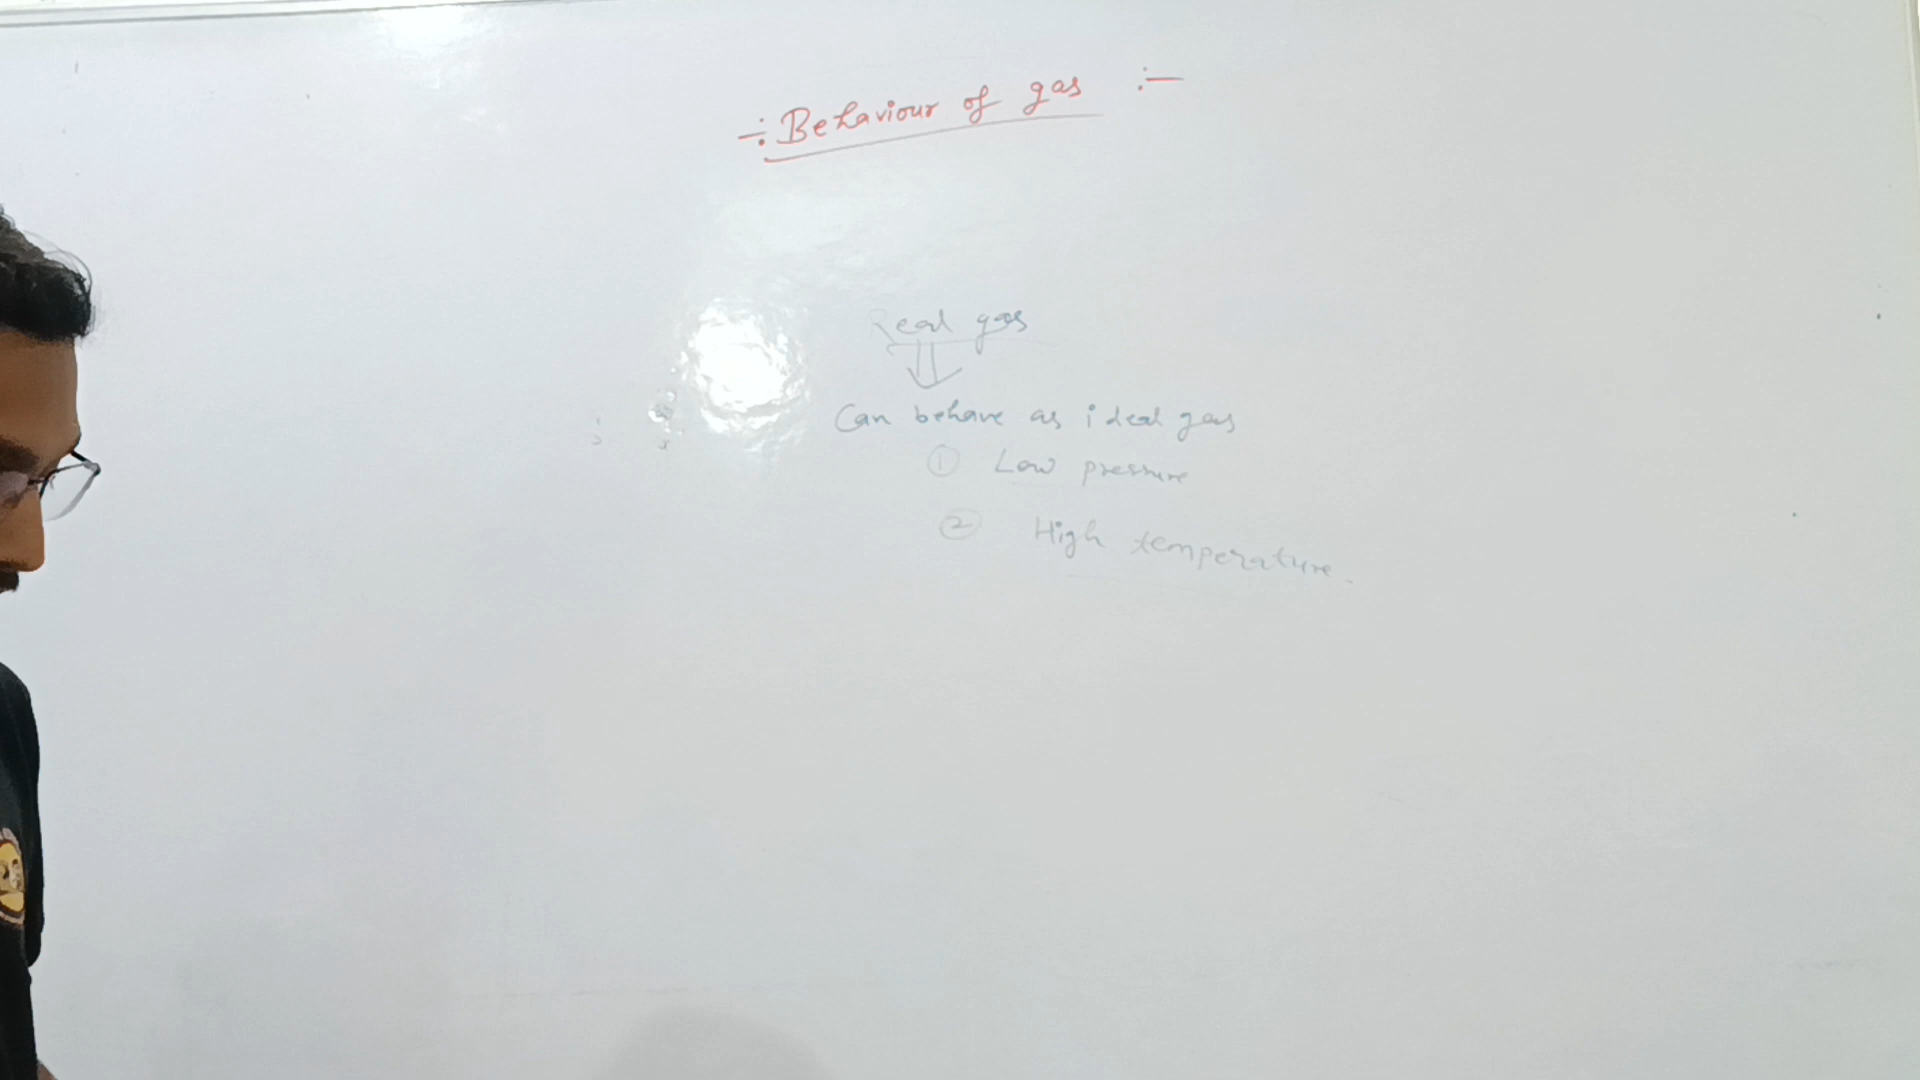 ÷ Behaviour of gas :-
Real gas
Can behave as ideal gas
① Low pressure
② High temperature.